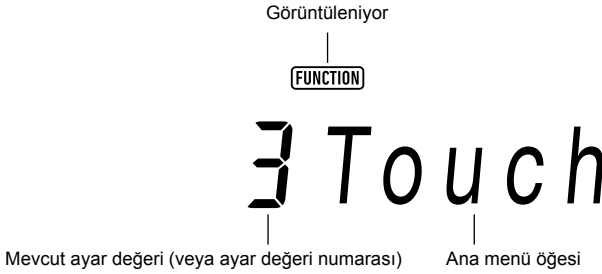 Görüntüleniyor
FUNCTION
3 Touch
Mevcut ayar değeri (veya ayar değeri numarası) Ana menü öğesi